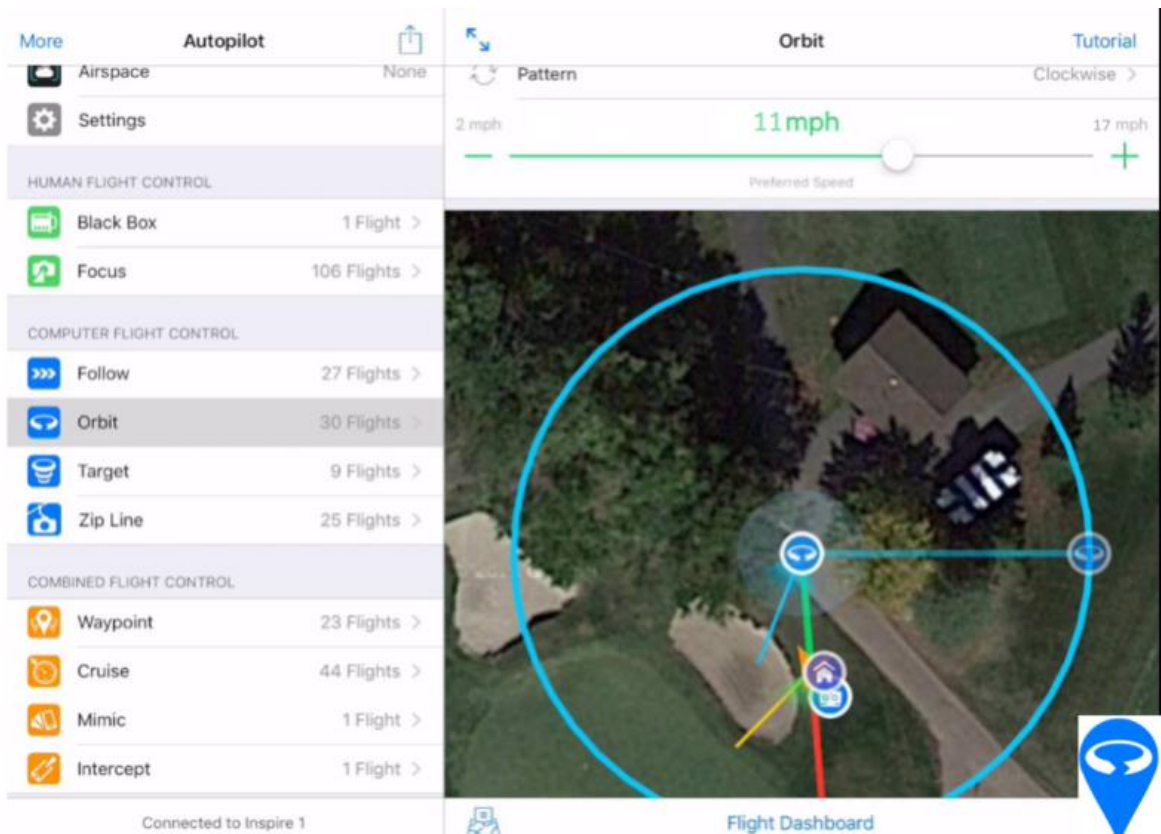 More Autopilot
Airspace None
Settings
HUMAN FLIGHT CONTROL
Black Box 1 Flight >
Focus 106 Flights >
COMPUTER FLIGHT CONTROL
Follow 27 Flights >
Orbit 30 Flights >
Target 9 Flights >
Zip Line 25 Flights >
COMBINED FLIGHT CONTROL
Waypoint 23 Flights >
Cruise 44 Flights >
Mimic 1 Flight >
Intercept 1 Flight >
Connected to Inspire 1
Orbit Tutorial
Pattern Clockwise >
2 mph 11mph 17 mph
Preferred Speed
Flight Dashboard